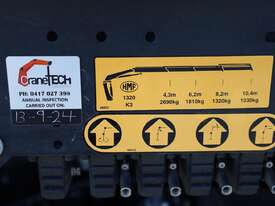 CraneTECH
PH: 0417 027 399
ANNUAL INSPECTION
CARRIED OUT ON:
13-9-24
HMF
1320
K3
4,3m 6,2m 8,2m 10,4m
2690kg 1810kg 1320kg 1030kg